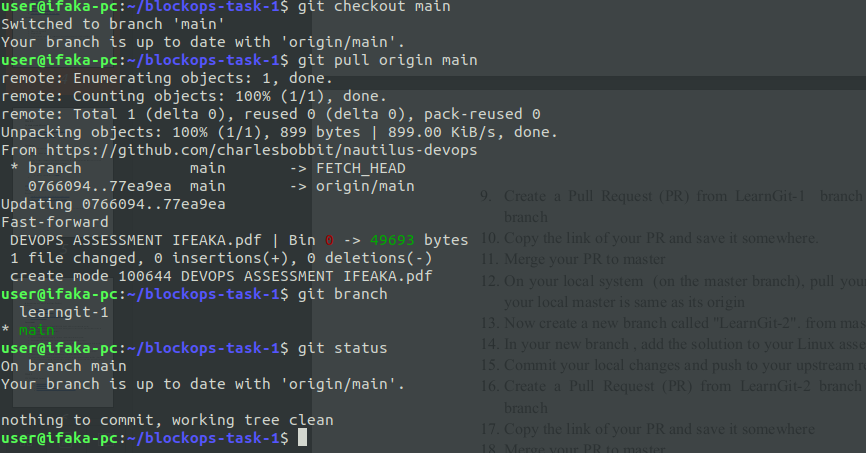 user@ifaka-pc:~/blockops-task-1$ git checkout main
Switched to branch 'main'
Your branch is up to date with 'origin/main'.
user@ifaka-pc:~/blockops-task-1$ git pull origin main
remote: Enumerating objects: 1, done.
remote: Counting objects: 100% (1/1), done.
remote: Total 1 (delta 0), reused 0 (delta 0), pack-reused 0
Unpacking objects: 100% (1/1), 899 bytes | 899.00 KiB/s, done.
From https://github.com/charlesbobbit/nautilus-devops
 * branch            main       -> FETCH_HEAD
   0766094..77ea9ea  main       -> origin/main
Updating 0766094..77ea9ea
Fast-forward
 DEVOPS ASSESSMENT IFEAKA.pdf | Bin 0 -> 49693 bytes
 1 file changed, 0 insertions(+), 0 deletions(-)
 create mode 100644 DEVOPS ASSESSMENT IFEAKA.pdf
user@ifaka-pc:~/blockops-task-1$ git branch
  learngit-1
* main
user@ifaka-pc:~/blockops-task-1$ git status
On branch main
Your branch is up to date with 'origin/main'.
nothing to commit, working tree clean
user@ifaka-pc:~/blockops-task-1$
9. Create a Pull Request (PR) from LearnGit-1 branch
branch
10. Copy the link of your PR and save it somewhere.
11. Merge your PR to master
12. On your local system (on the master branch), pull
your local master is same as its origin
13. Now create a new branch called "LearnGit-2". from
14. In your new branch , add the solution to your Linux
15. Commit your local changes and push to your upstream
16. Create a Pull Request (PR) from LearnGit-2 branch
branch
17. Copy the link of your PR and save it somewhere
18. Merge your PR to master